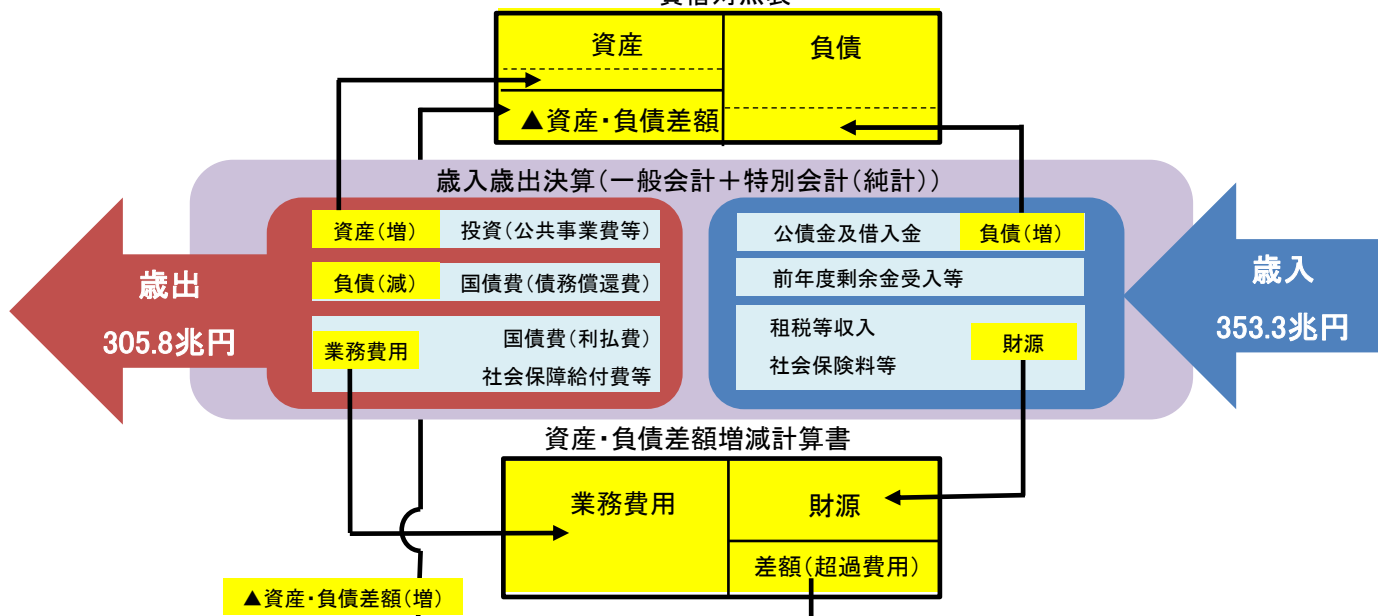 貸借対照表
資産
負債
▲資産・負債差額
歳入歳出決算(一般会計+特別会計(純計))
資産(増)
投資(公共事業費等)
負債(減)
国債費(債務償還費)
業務費用
国債費(利払費)
社会保障給付費等
公債金及借入金
負債(増)
前年度剰余金受入等
租税等収入
社会保険料等
財源
歳出
305.8兆円
歳入
353.3兆円
資産・負債差額増減計算書
業務費用
財源
差額(超過費用)
▲資産・負債差額(増)